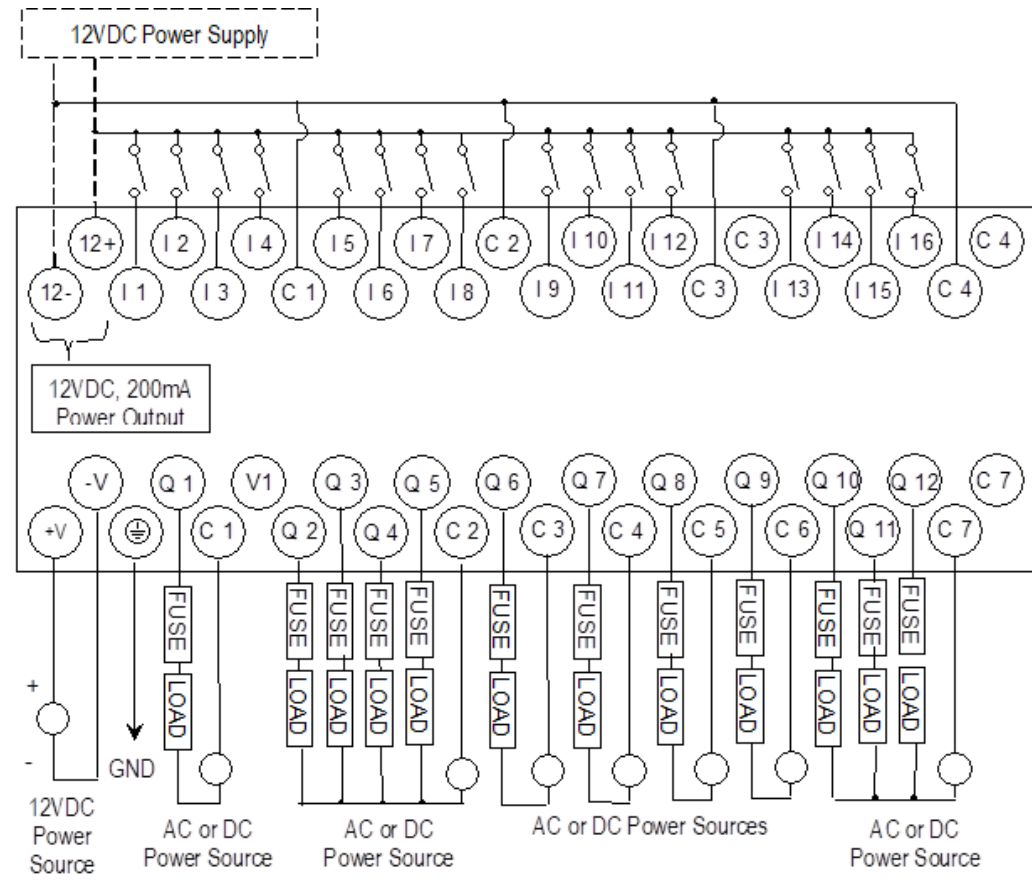 12VDC Power Supply
12+ I 2 I 4 I 5 I 7 C 2 I 10 I 12 C 3 I 14 I 16 C 4
12- I 1 I 3 C 1 I 6 I 8 I 9 I 11 C 3 I 13 I 15 C 4
12VDC, 200mA
Power Output
-V Q 1 V1 Q 3 Q 5 Q 6 Q 7 Q 8 Q 9 Q 10 Q 12 C 7
+V C 1 Q 2 Q 4 C 2 C 3 C 4 C 5 C 6 Q 11 C 7
FUSE FUSE FUSE FUSE FUSE FUSE FUSE FUSE FUSE FUSE FUSE FUSE
LOAD LOAD LOAD LOAD LOAD LOAD LOAD LOAD LOAD LOAD LOAD LOAD
+
-
GND
12VDC
Power
Source
AC or DC
Power Source
AC or DC
Power Source
AC or DC Power Sources
AC or DC
Power Source